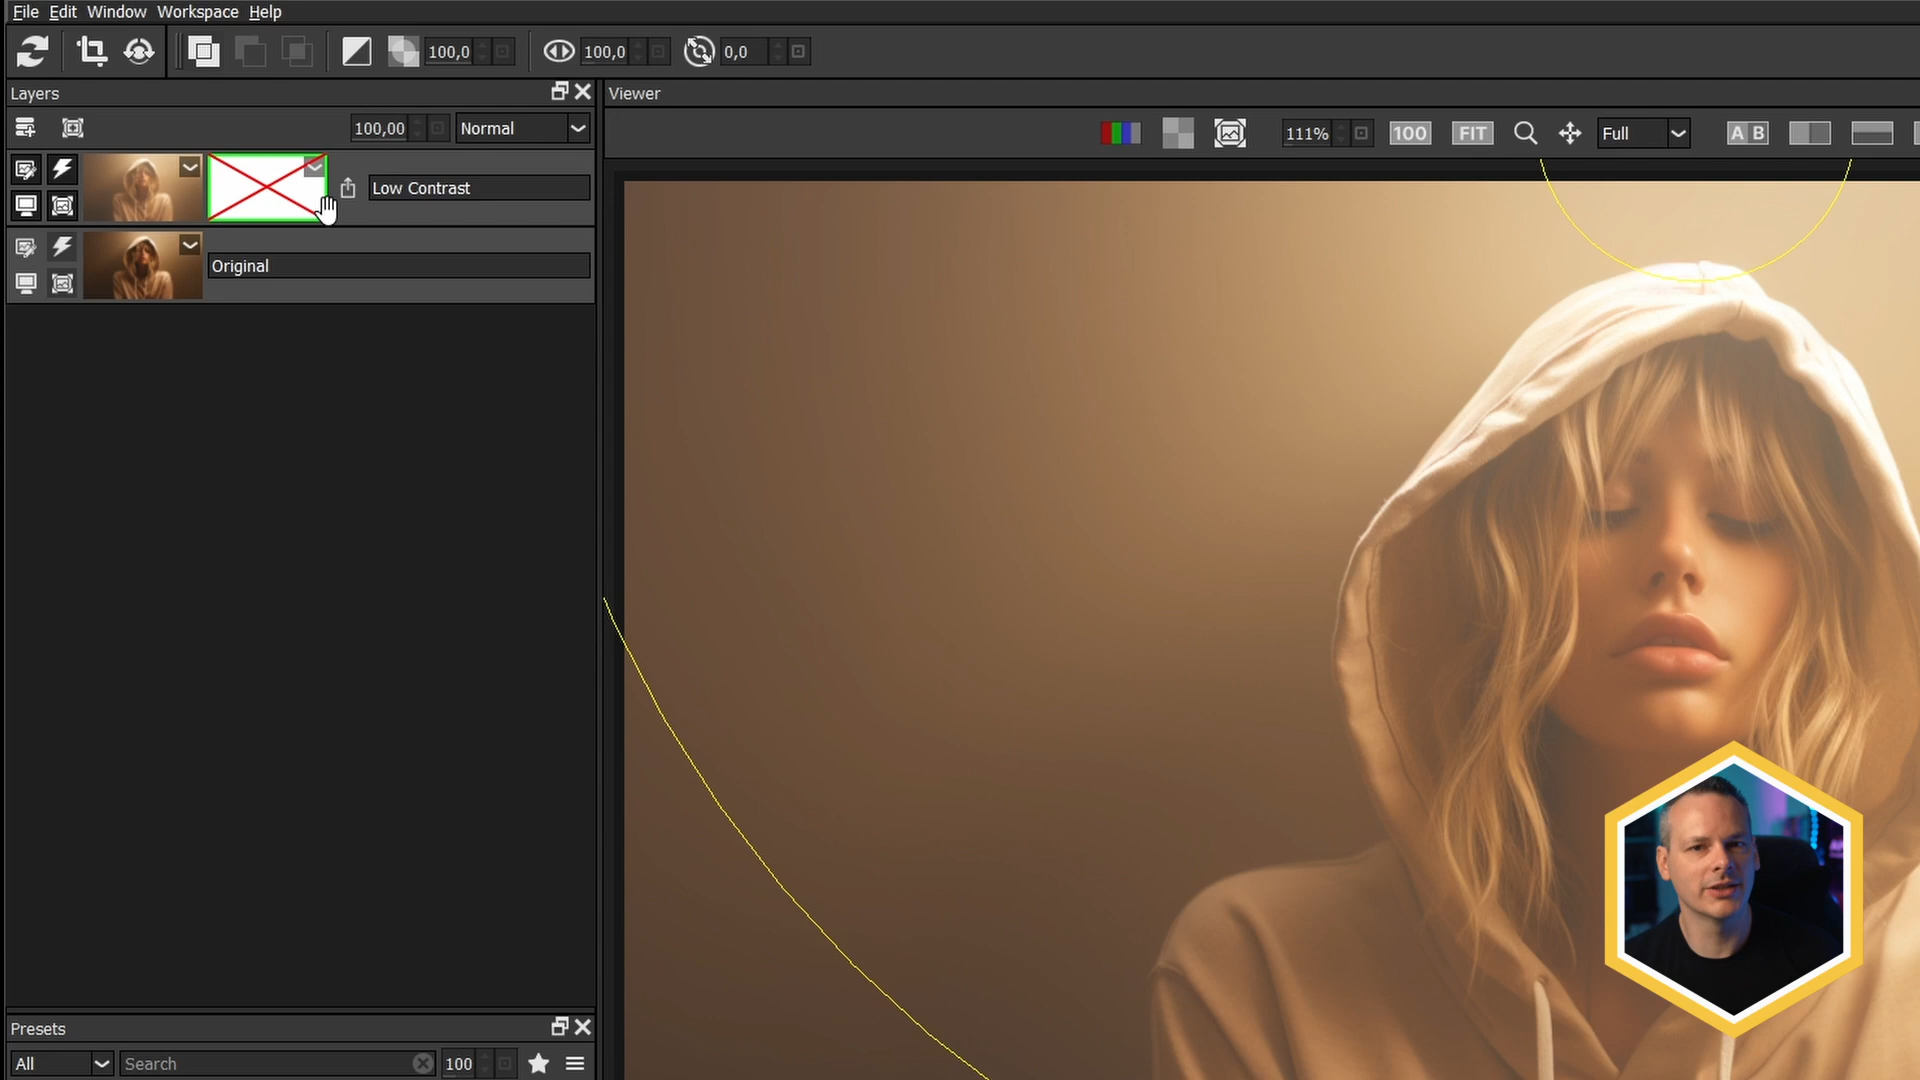 File Edit Window Workspace Help
100,0 100,0 0,0
Layers
Viewer
100,00 Normal
111% 100 FIT Full A B
Low Contrast
Original
Presets
All Search 100